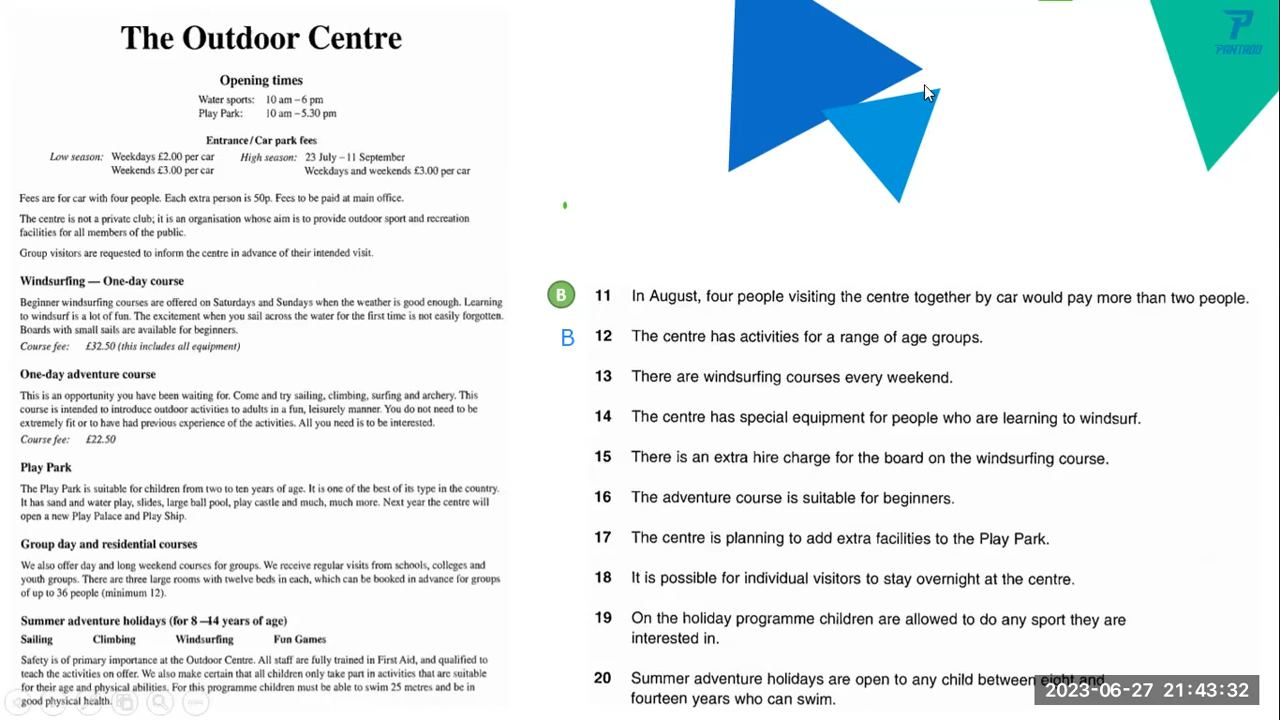 The Outdoor Centre
Opening times
Water sports: 10 am – 6 pm
Play Park: 10 am – 5.30 pm
Entrance/Car park fees
Low season: Weekdays £2.00 per car High season: 23 July – 11 September
Weekends £3.00 per car Weekdays and weekends £3.00 per car
Fees are for car with four people. Each extra person is 50p. Fees to be paid at main office.
The centre is not a private club; it is an organisation whose aim is to provide outdoor sport and recreation
facilities for all members of the public.
Group visitors are requested to inform the centre in advance of their intended visit.
Windsurfing — One-day course
Beginner windsurfing courses are offered on Saturdays and Sundays when the weather is good enough. Learning
to windsurf is a lot of fun. The excitement when you sail across the water for the first time is not easily forgotten.
Boards with small sails are available for beginners.
Course fee: £32.50 (this includes all equipment)
One-day adventure course
This is an opportunity you have been waiting for. Come and try sailing, climbing, surfing and archery. This
course is intended to introduce outdoor activities to adults in a fun, leisurely manner. You do not need to be
extremely fit or to have had previous experience of the activities. All you need is to be interested.
Course fee: £22.50
Play Park
The Play Park is suitable for children from two to ten years of age. It is one of the best of its type in the country.
It has sand and water play, slides, large ball pool, play castle and much, much more. Next year the centre will
open a new Play Palace and Play Ship.
Group day and residential courses
We also offer day and long weekend courses for groups. We receive regular visits from schools, colleges and
youth groups. There are three large rooms with twelve beds in each, which can be booked in advance for groups
of up to 36 people (minimum 12).
Summer adventure holidays (for 8–14 years of age)
Sailing Climbing Windsurfing Fun Games
Safety is of primary importance at the Outdoor Centre. All staff are fully trained in First Aid, and qualified to
teach the activities on offer. We also make certain that all children only take part in activities that are suitable
for their age and physical abilities. For this programme children must be able to swim 25 metres and be in
good physical health.
PANTADO
B 11 In August, four people visiting the centre together by car would pay more than two people.
B 12 The centre has activities for a range of age groups.
13 There are windsurfing courses every weekend.
14 The centre has special equipment for people who are learning to windsurf.
15 There is an extra hire charge for the board on the windsurfing course.
16 The adventure course is suitable for beginners.
17 The centre is planning to add extra facilities to the Play Park.
18 It is possible for individual visitors to stay overnight at the centre.
19 On the holiday programme children are allowed to do any sport they are
interested in.
20 Summer adventure holidays are open to any child between eight and
fourteen years who can swim.
2023-06-27 21:43:32